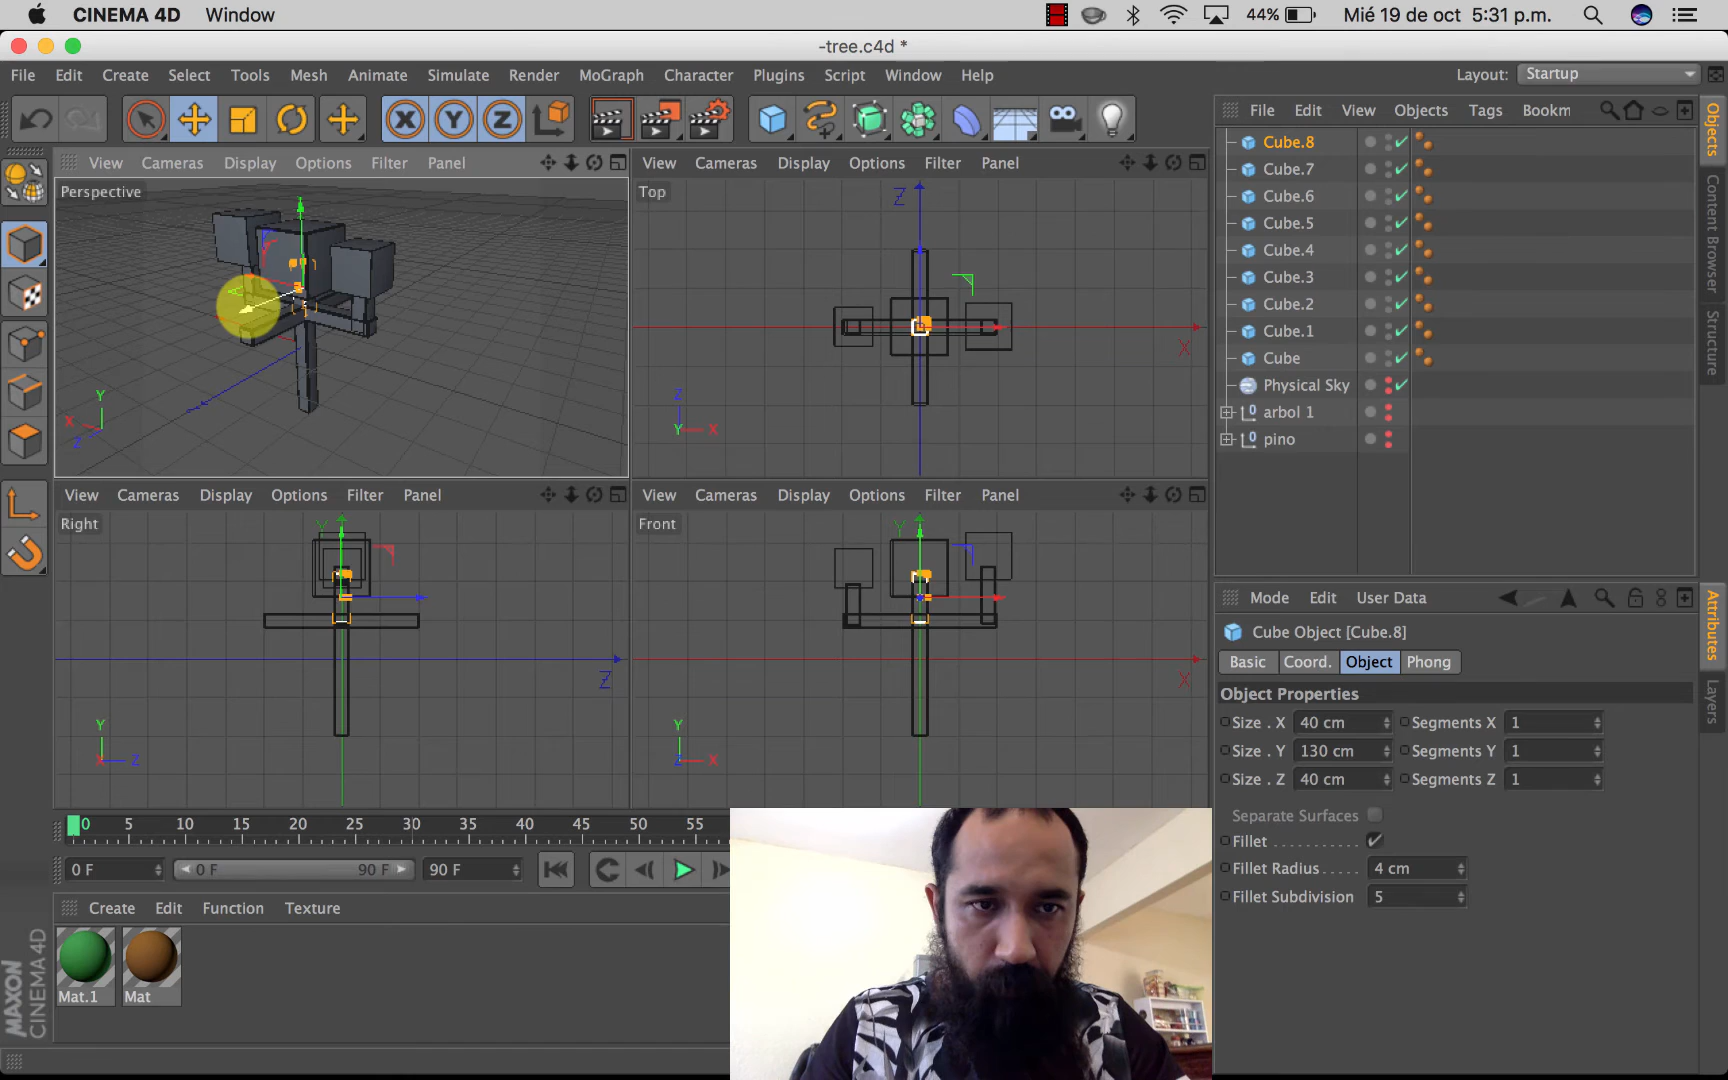 CINEMA 4D Window 44% Mié 19 de oct 5:31 p.m.
-tree.c4d *
File Edit Create Select Tools Mesh Animate Simulate Render MoGraph Character Plugins Script Window Help Layout: Startup
X Y Z
File Edit View Objects Tags Bookm
View Cameras Display Options Filter Panel
View Cameras Display Options Filter Panel
Perspective
Top
Z
X
Z
Y X
Y
X
Z
Cube.8
Cube.7
Cube.6
Cube.5
Cube.4
Cube.3
Cube.2
Cube.1
Cube
Physical Sky
arbol 1
pino
Objects
Content Browser
Structure
View Cameras Display Options Filter Panel
View Cameras Display Options Filter Panel
Right
Front
Y
Z
Y
X Z
Y
X
Y
Z X
Mode Edit User Data
Cube Object [Cube.8]
Basic Coord. Object Phong
Object Properties
Size . X 40 cm Segments X 1
Size . Y 130 cm Segments Y 1
Size . Z 40 cm Segments Z 1
Separate Surfaces
Fillet . . . . . . . . . .
Fillet Radius . . . . . 4 cm
Fillet Subdivision 5
Attributes
Layers
0 5 10 15 20 25 30 35 40 45 50 55
0 F 0 F 90 F 90 F
Create Edit Function Texture
Mat.1 Mat
MAXON CINEMA 4D